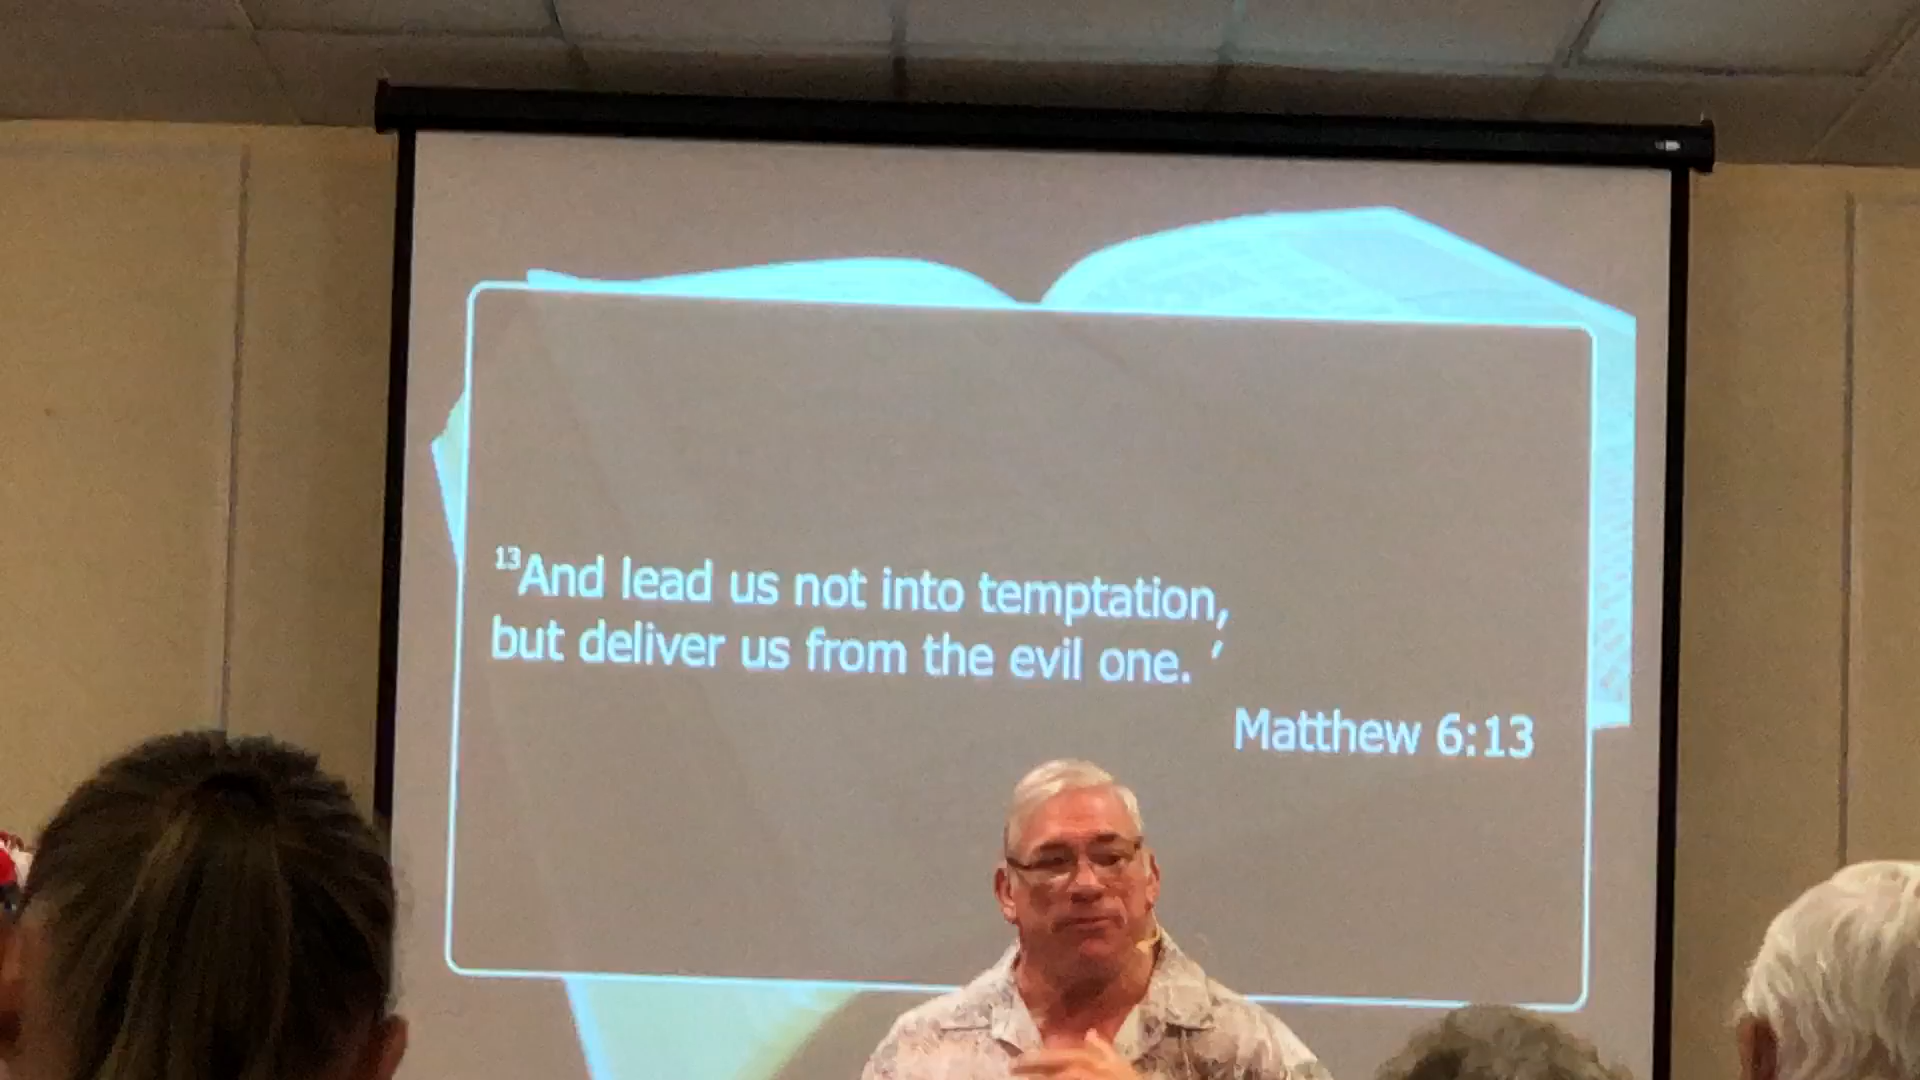 ¹³And lead us not into temptation,
but deliver us from the evil one. ’
Matthew 6:13